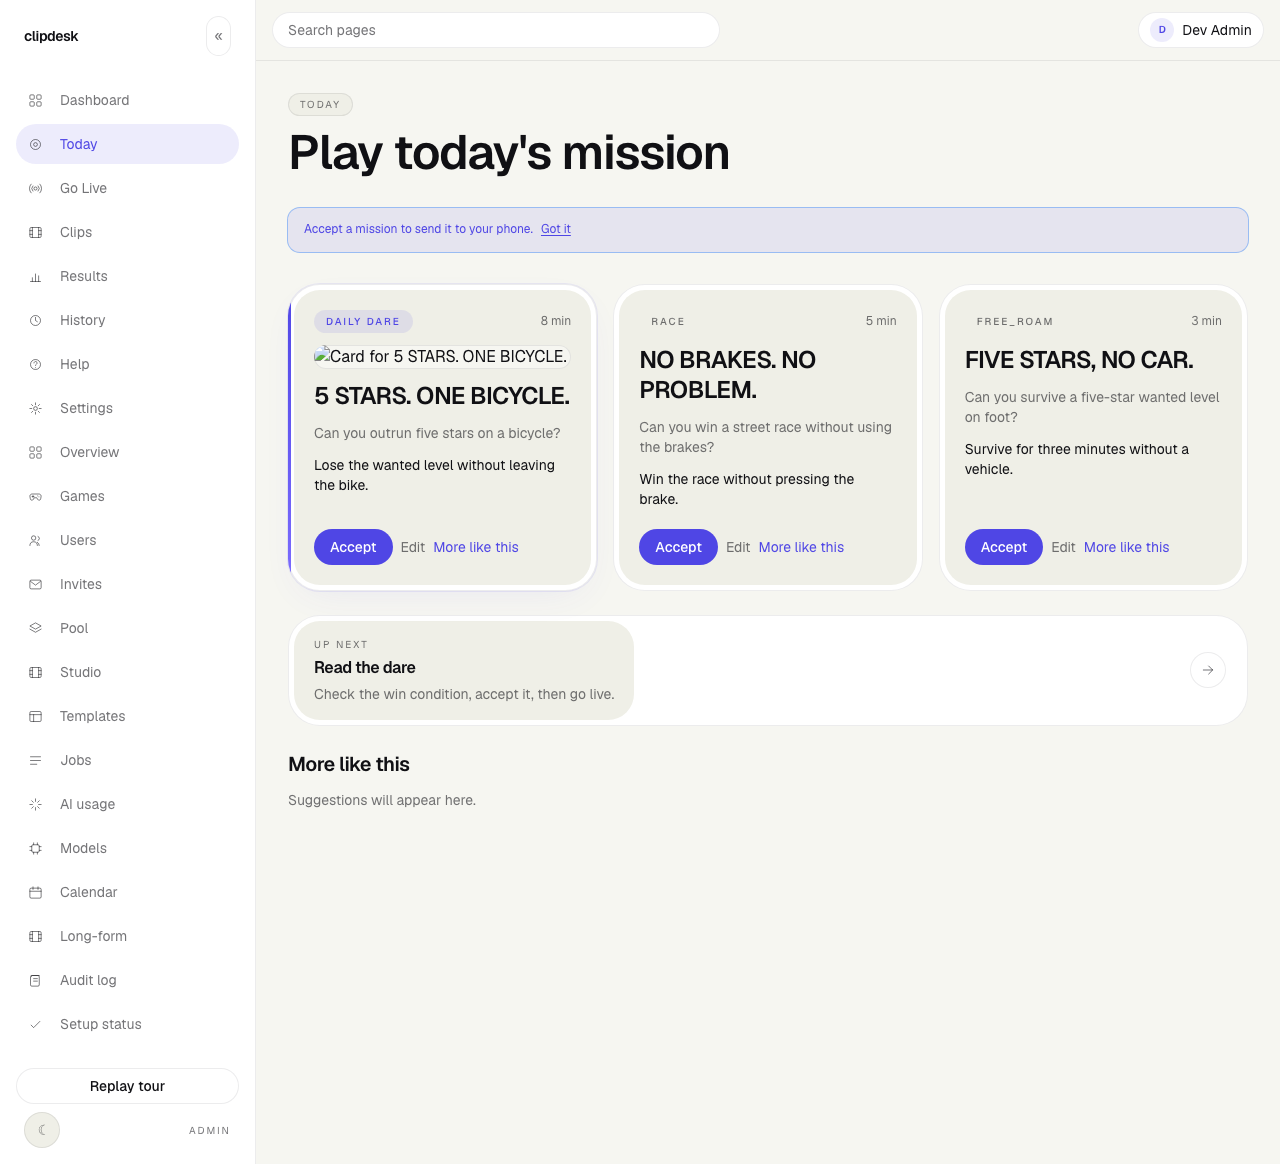 clipdesk
«
Dashboard
Today
Go Live
Clips
Results
History
Help
Settings
Overview
Games
Users
Invites
Pool
Studio
Templates
Jobs
AI usage
Models
Calendar
Long-form
Audit log
Setup status
Replay tour
ADMIN
Search pages
D
Dev Admin
TODAY
Play today's mission
Accept a mission to send it to your phone. Got it
DAILY DARE
8 min
Card for 5 STARS. ONE BICYCLE.
5 STARS. ONE BICYCLE.
Can you outrun five stars on a bicycle?
Lose the wanted level without leaving
the bike.
Accept Edit More like this
RACE
5 min
NO BRAKES. NO
PROBLEM.
Can you win a street race without using
the brakes?
Win the race without pressing the
brake.
Accept Edit More like this
FREE_ROAM
3 min
FIVE STARS, NO CAR.
Can you survive a five-star wanted level
on foot?
Survive for three minutes without a
vehicle.
Accept Edit More like this
UP NEXT
Read the dare
Check the win condition, accept it, then go live.
More like this
Suggestions will appear here.